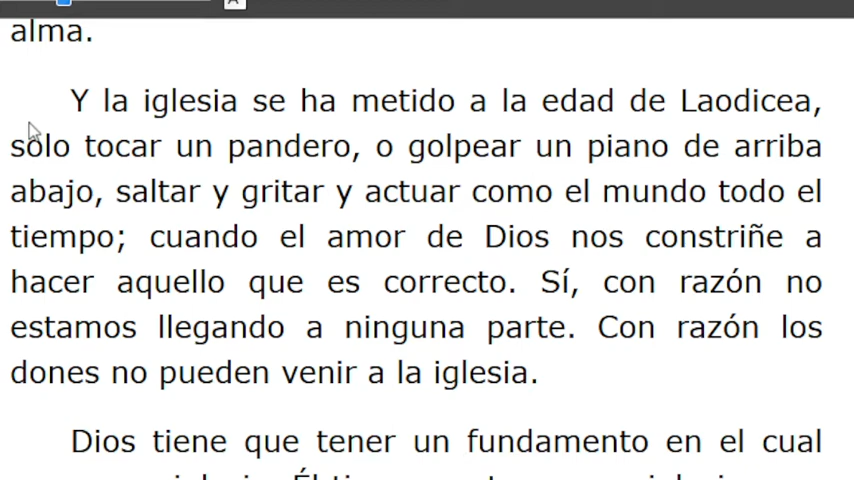 alma.
Y la iglesia se ha metido a la edad de Laodicea,
sólo tocar un pandero, o golpear un piano de arriba
abajo, saltar y gritar y actuar como el mundo todo el
tiempo; cuando el amor de Dios nos constriñe a
hacer aquello que es correcto. Sí, con razón no
estamos llegando a ninguna parte. Con razón los
dones no pueden venir a la iglesia.
Dios tiene que tener un fundamento en el cual